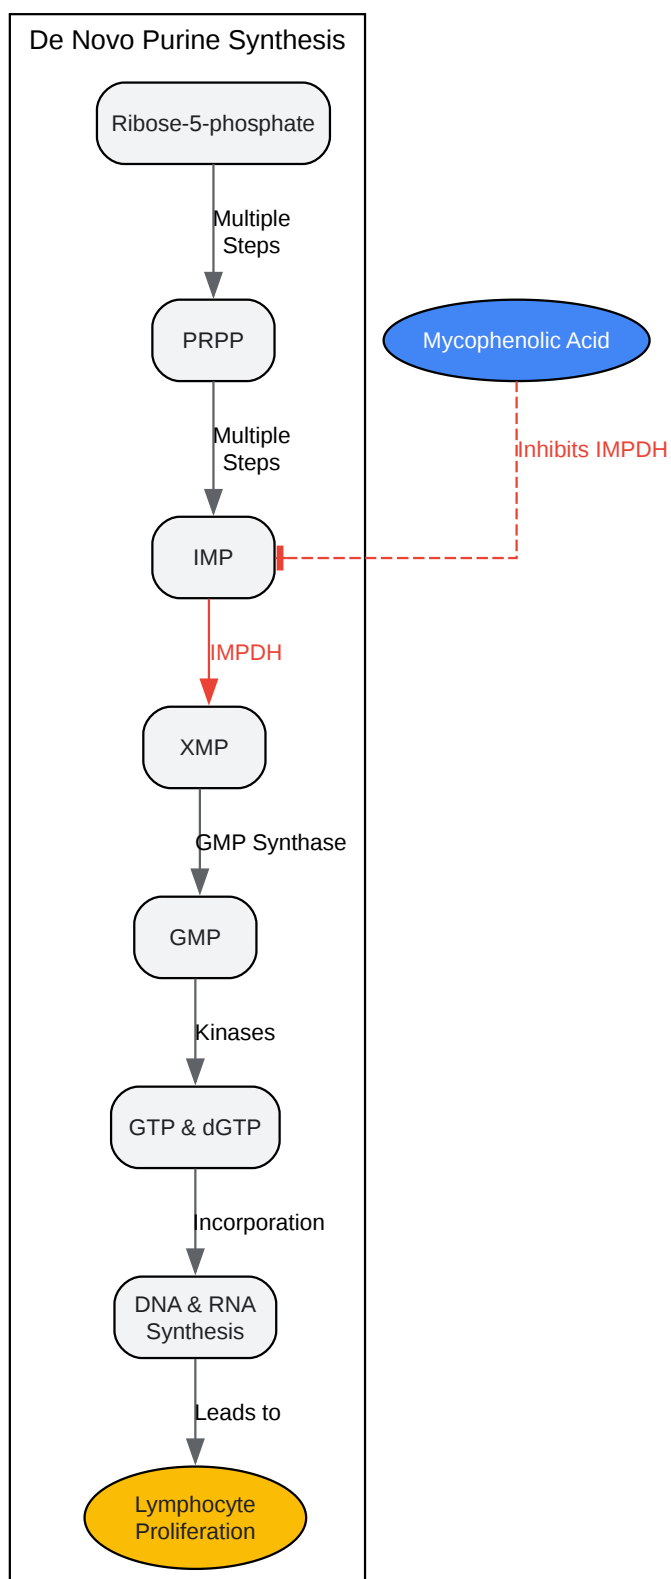 De Novo Purine Synthesis
Ribose-5-phosphate
Multiple
Steps
PRPP
Mycophenolic Acid
Multiple
Steps
Inhibits IMPDH
IMP
IMPDH
XMP
GMP Synthase
GMP
Kinases
GTP & dGTP
Incorporation
DNA & RNA
Synthesis
Leads to
Lymphocyte
Proliferation